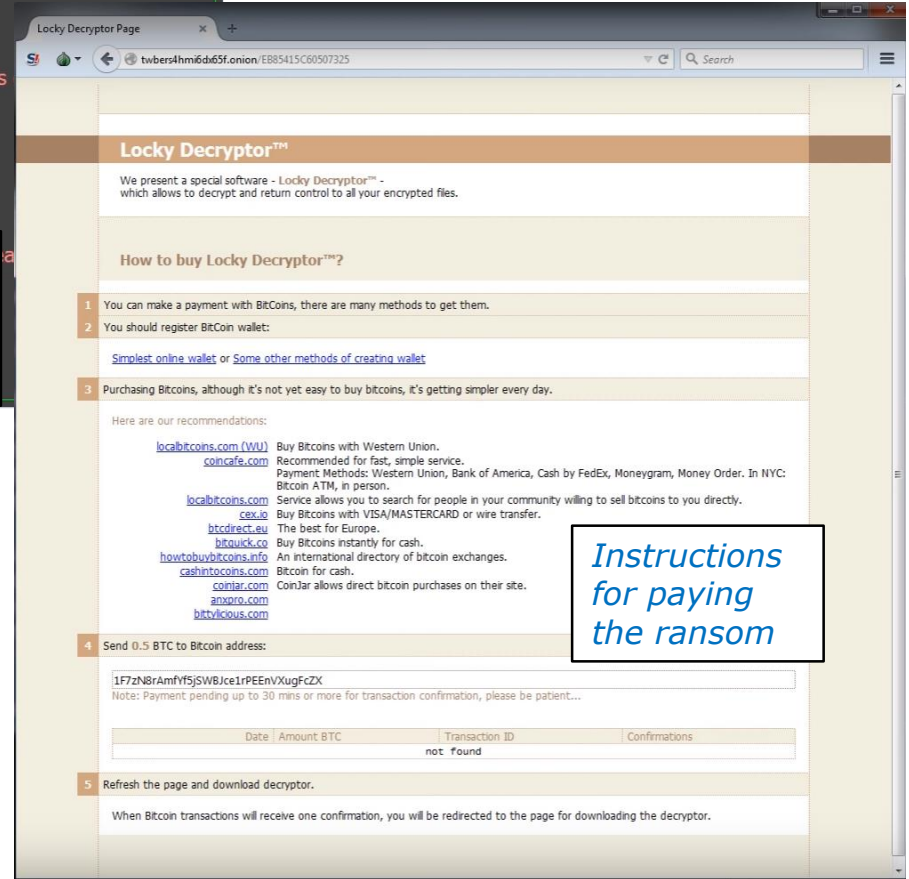 Locky Decryptor Page
twbers4hmi6dx65f.onion/EB85415C60507325
Search
Locky Decryptor™
We present a special software - Locky Decryptor™ -
which allows to decrypt and return control to all your encrypted files.
How to buy Locky Decryptor™?
1 You can make a payment with BitCoins, there are many methods to get them.
2 You should register BitCoin wallet:
Simplest online wallet or Some other methods of creating wallet
3 Purchasing Bitcoins, although it's not yet easy to buy bitcoins, it's getting simpler every day.
Here are our recommendations:
localbitcoins.com (WU) Buy Bitcoins with Western Union.
coincafe.com Recommended for fast, simple service.
Payment Methods: Western Union, Bank of America, Cash by FedEx, Moneygram, Money Order. In NYC:
Bitcoin ATM, in person.
localbitcoins.com Service allows you to search for people in your community willing to sell bitcoins to you directly.
cex.io Buy Bitcoins with VISA/MASTERCARD or wire transfer.
btcdirect.eu The best for Europe.
bitquick.co Buy Bitcoins instantly for cash.
howtobuybitcoins.info An international directory of bitcoin exchanges.
cashintocoins.com Bitcoin for cash.
coinjar.com CoinJar allows direct bitcoin purchases on their site.
anxpro.com
bittylicious.com
Instructions
for paying
the ransom
4 Send 0.5 BTC to Bitcoin address:
1F7zN8rAmfYf5jSWBJce1rPEEnVXugFcZX
Note: Payment pending up to 30 mins or more for transaction confirmation, please be patient...
Date Amount BTC Transaction ID Confirmations
not found
5 Refresh the page and download decryptor.
When Bitcoin transactions will receive one confirmation, you will be redirected to the page for downloading the decryptor.